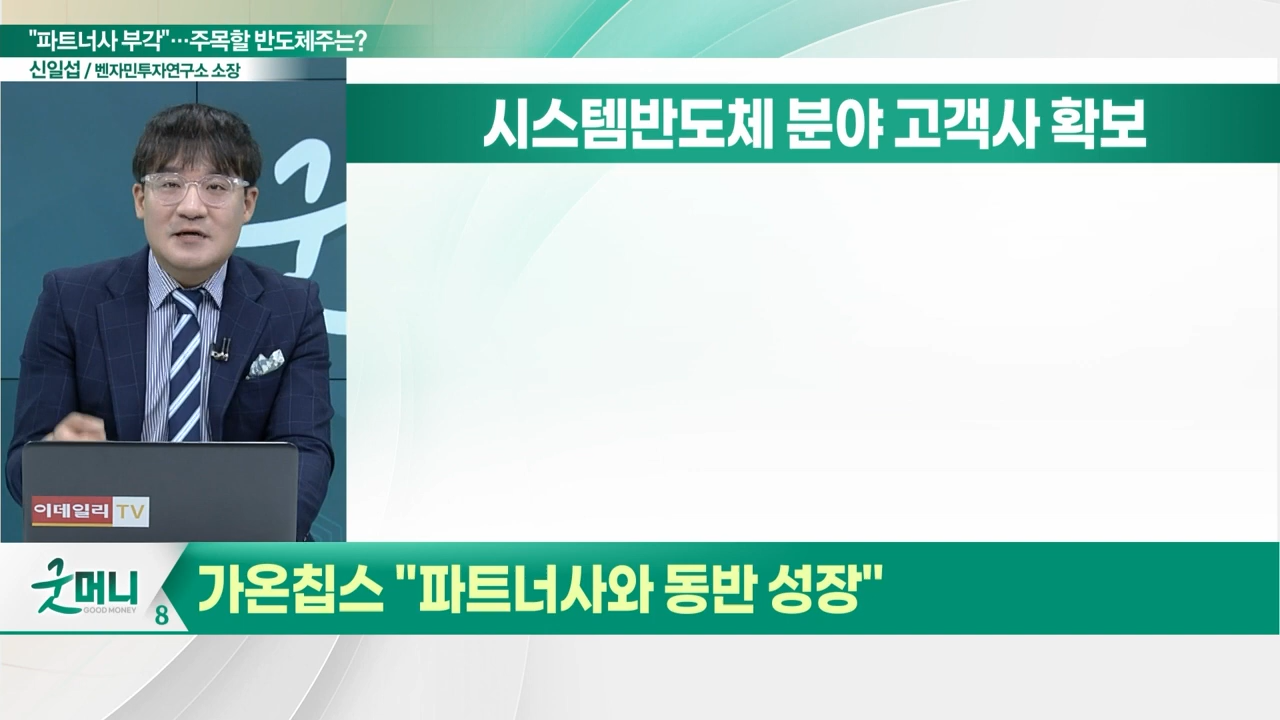 "파트너사 부각"…주목할 반도체주는?
신일섭 / 벤자민투자연구소 소장
시스템반도체 분야 고객사 확보
이데일리 TV
굿머니
GOOD MONEY
8
가온칩스 "파트너사와 동반 성장"